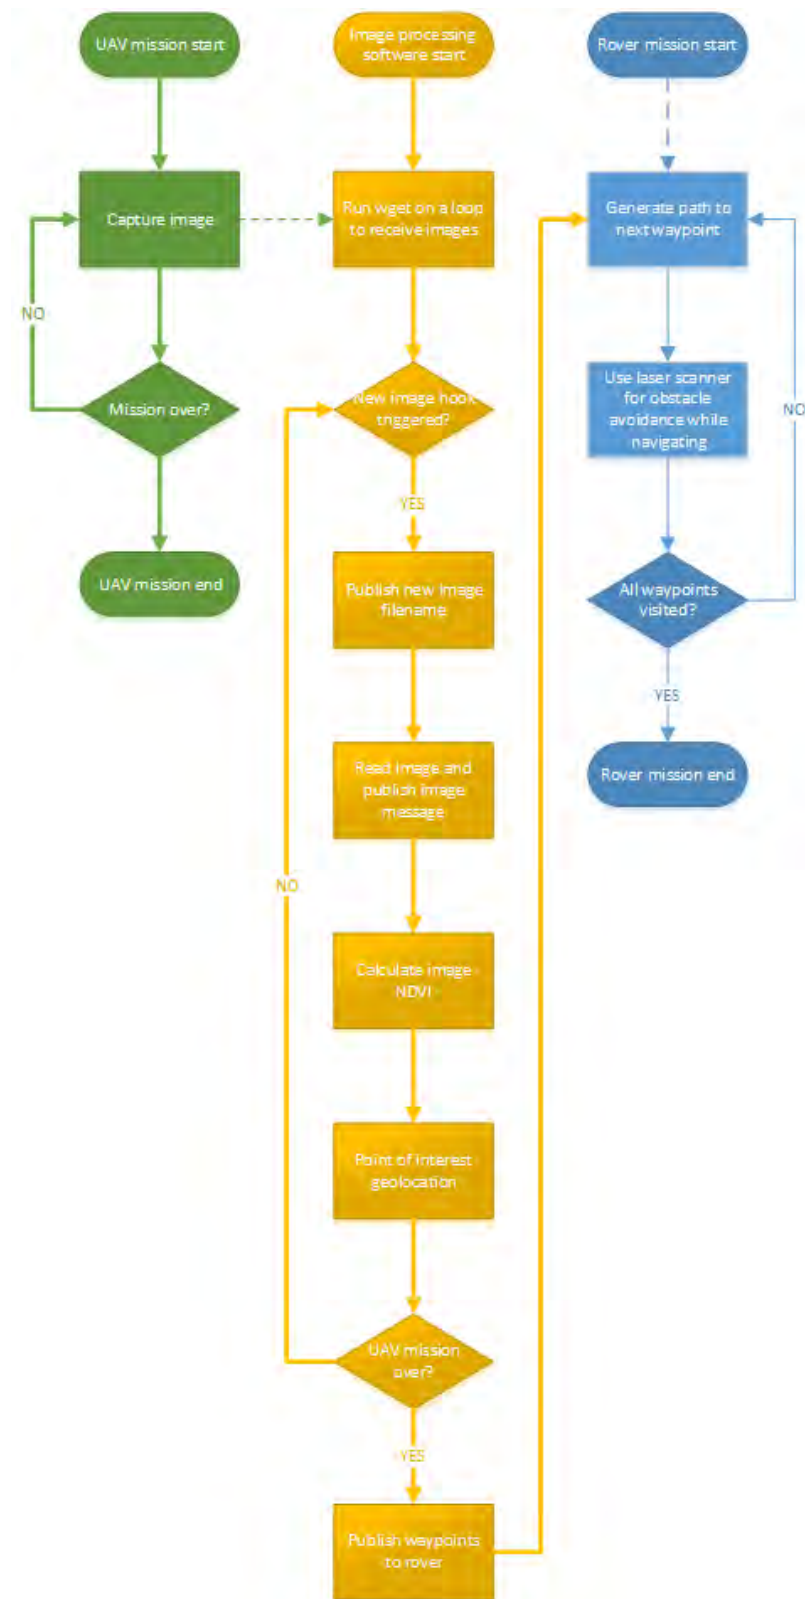 UAV mission start
Capture image
NO
Mission over?
UAV mission end
Image processing
software start
Run wget on a loop
to receive images
New image hook
triggered?
YES
Publish new image
filename
Read image and
publish image
message
NO
Calculate image
NDVI
Point of interest
geolocation
UAV mission
over?
YES
Publish waypoints
to rover
Rover mission start
Generate path to
next waypoint
Use laser scanner
for obstacle
avoidance while
navigating
NO
All waypoints
visited?
YES
Rover mission end